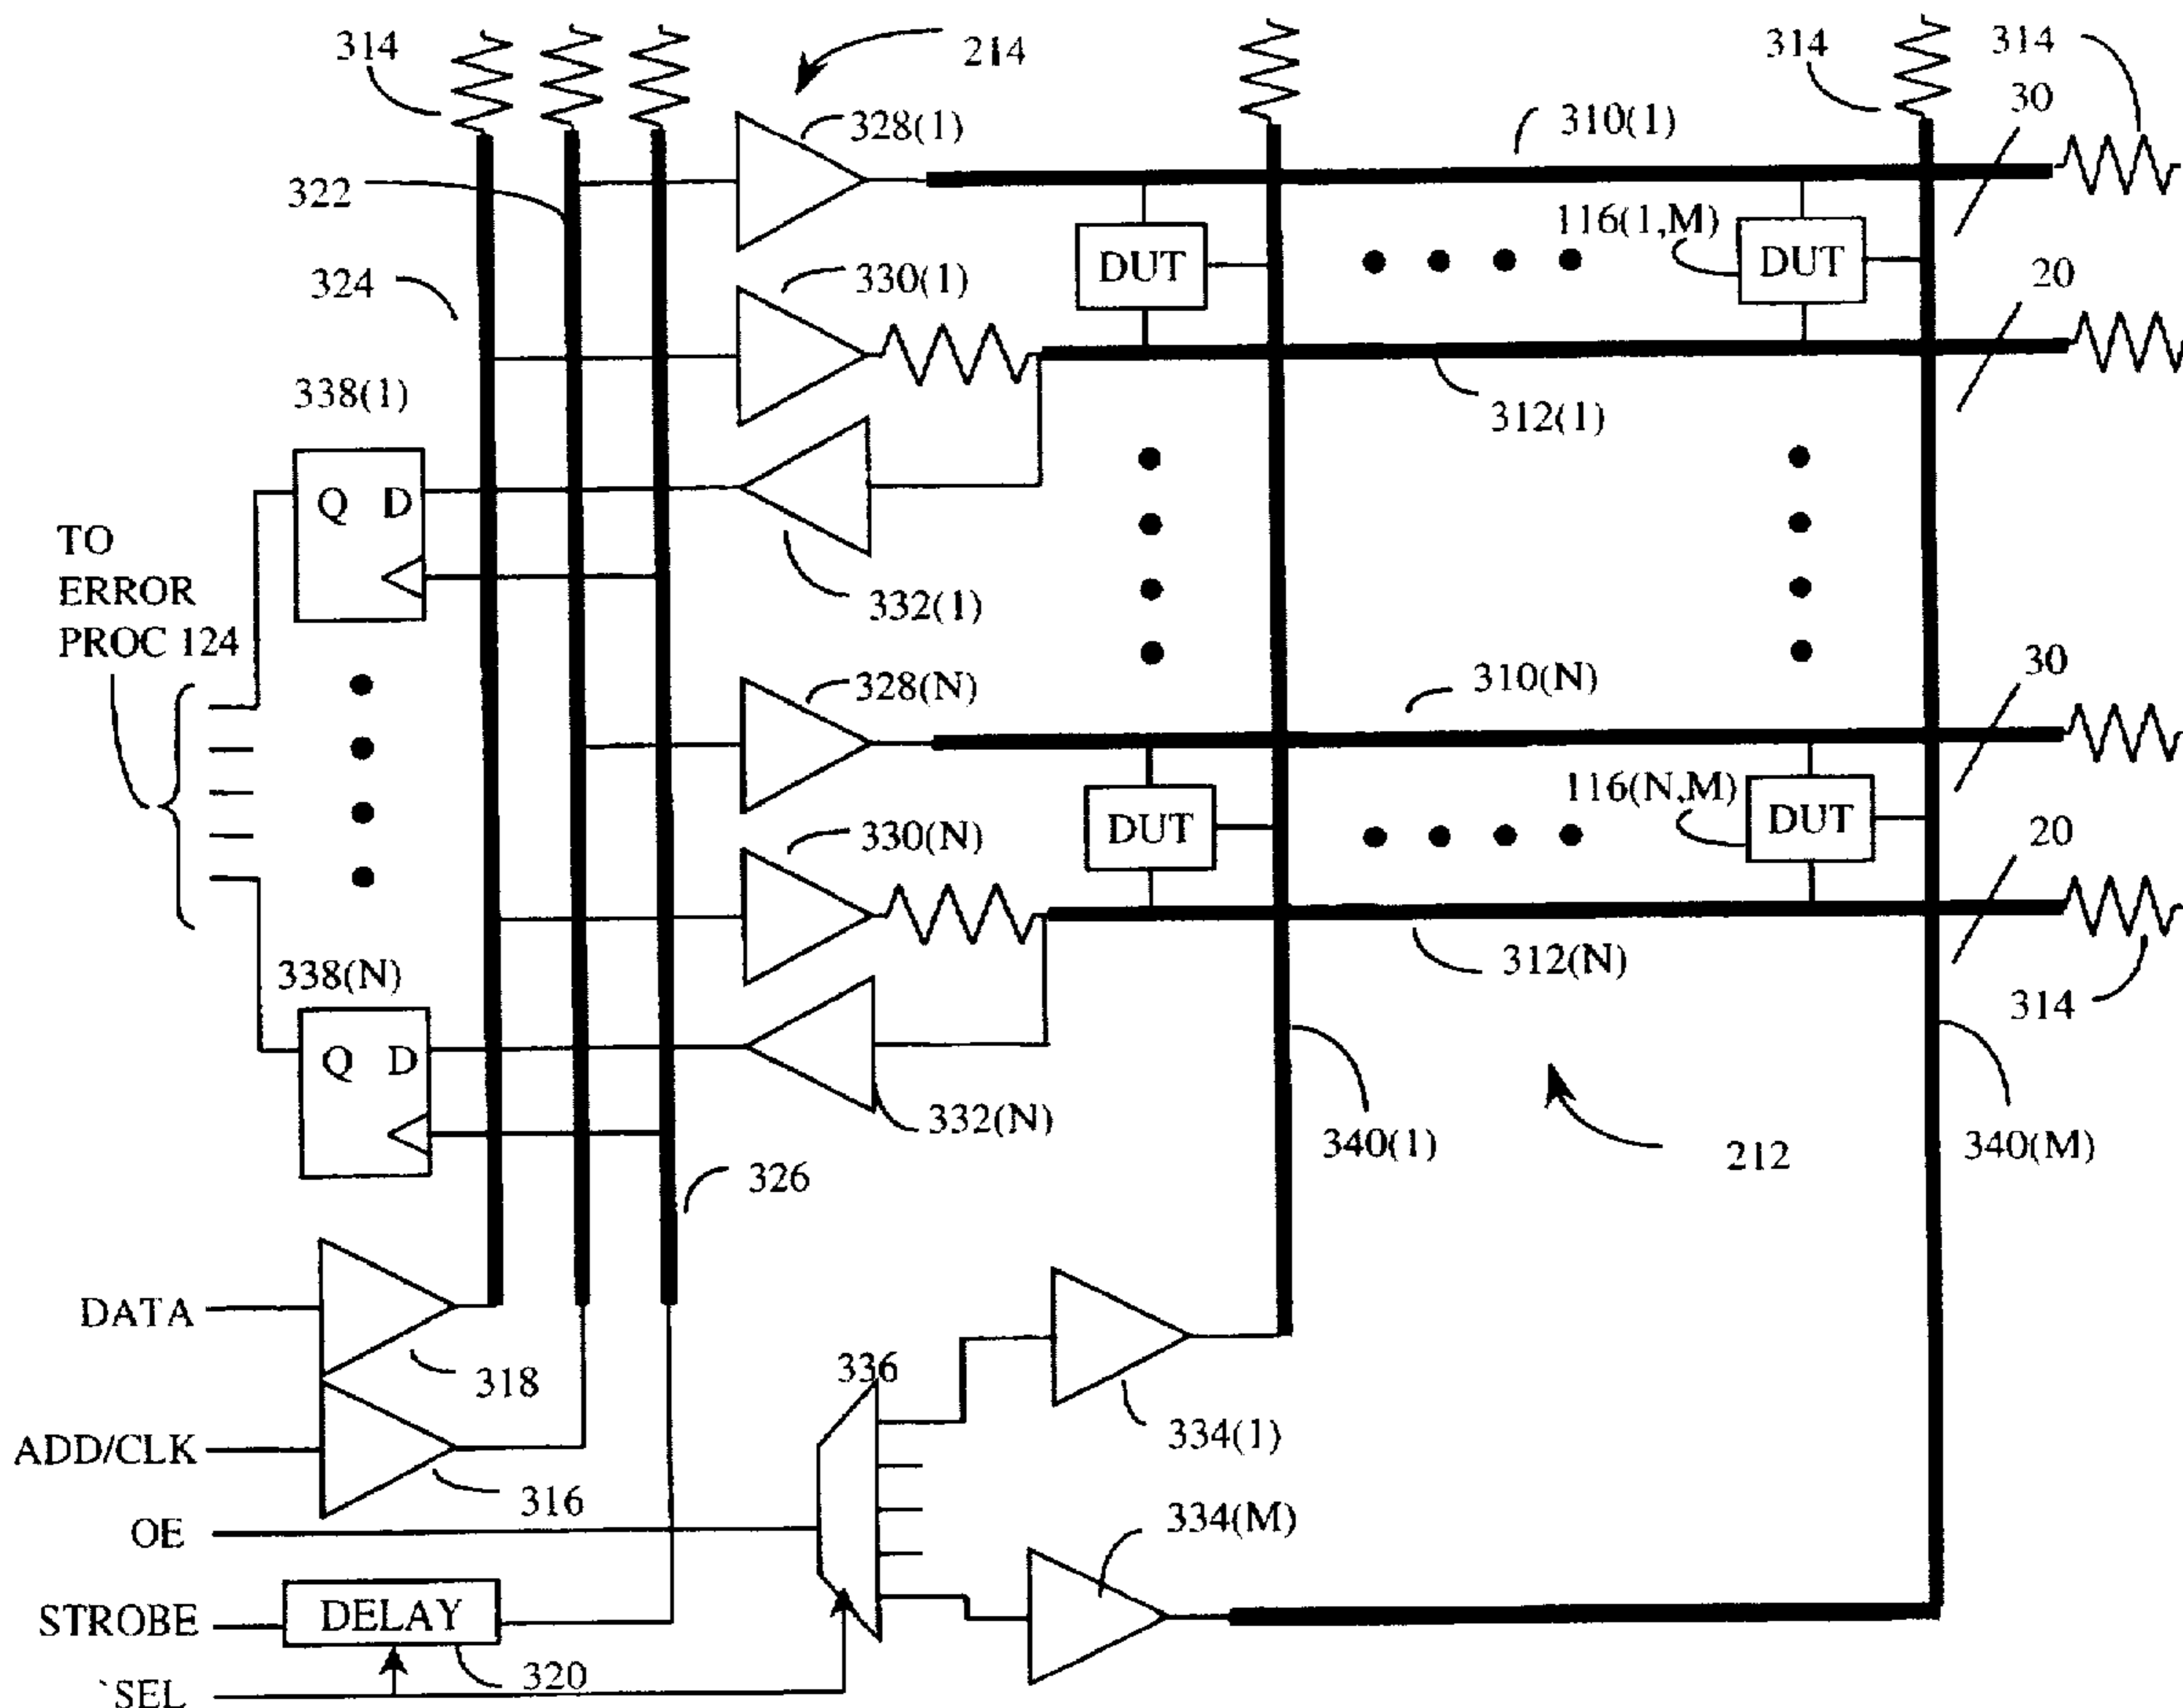 314
214
314
314
30
328(1)
310(1)
322
116(1,M)
DUT
DUT
20
324
330(1)
338(1)
312(1)
Q D
TO
ERROR
PROC 124
332(1)
30
328(N)
310(N)
116(N,M)
DUT
DUT
20
330(N)
338(N)
312(N)
314
Q D
332(N)
340(1)
212
340(M)
326
DATA
318
336
334(1)
ADD/CLK
316
334(M)
OE
STROBE
DELAY
320
`SEL